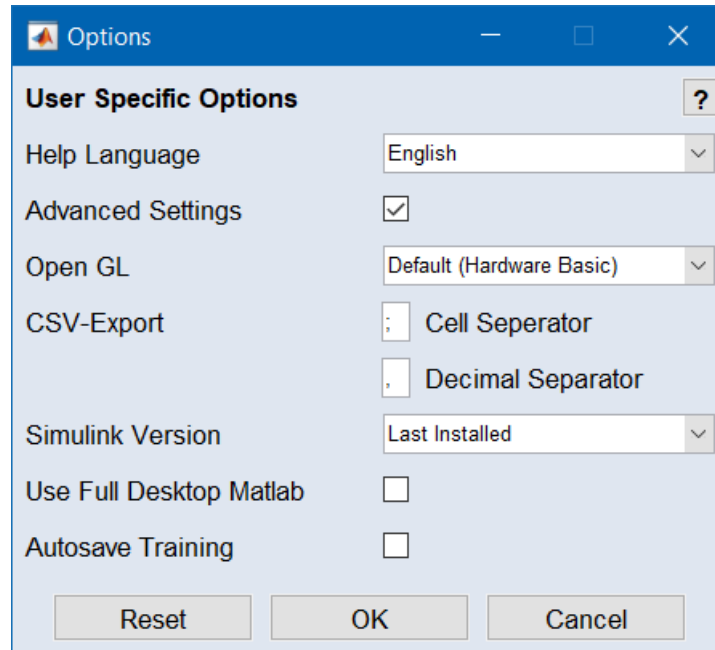 Options
User Specific Options ?
Help Language English
Advanced Settings
Open GL Default (Hardware Basic)
CSV-Export ; Cell Seperator
, Decimal Separator
Simulink Version Last Installed
Use Full Desktop Matlab
Autosave Training
Reset OK Cancel